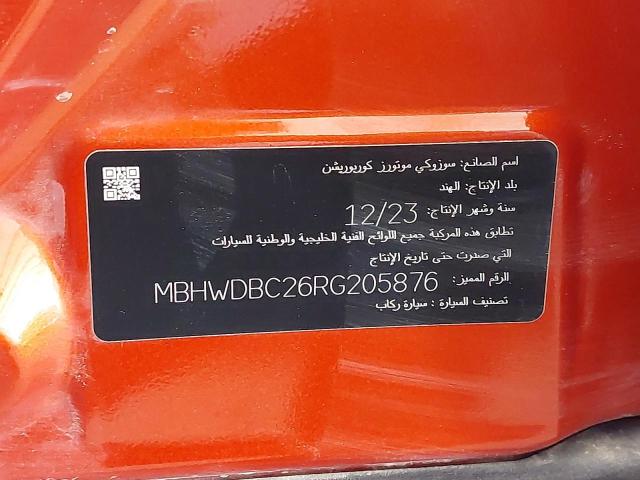 اسم الصانع: سوزوكي موتورز كوربوريشن
بلد الإنتاج: الهند
سنة وشهر الإنتاج: 12/23
تطابق هذه المركبة جميع اللوائح الفنية الخليجية والوطنية للسيارات
التي صدرت حتى تاريخ الإنتاج
الرقم المميز: MBHWDBC26RG205876
تصنيف السيارة : سيارة ركاب